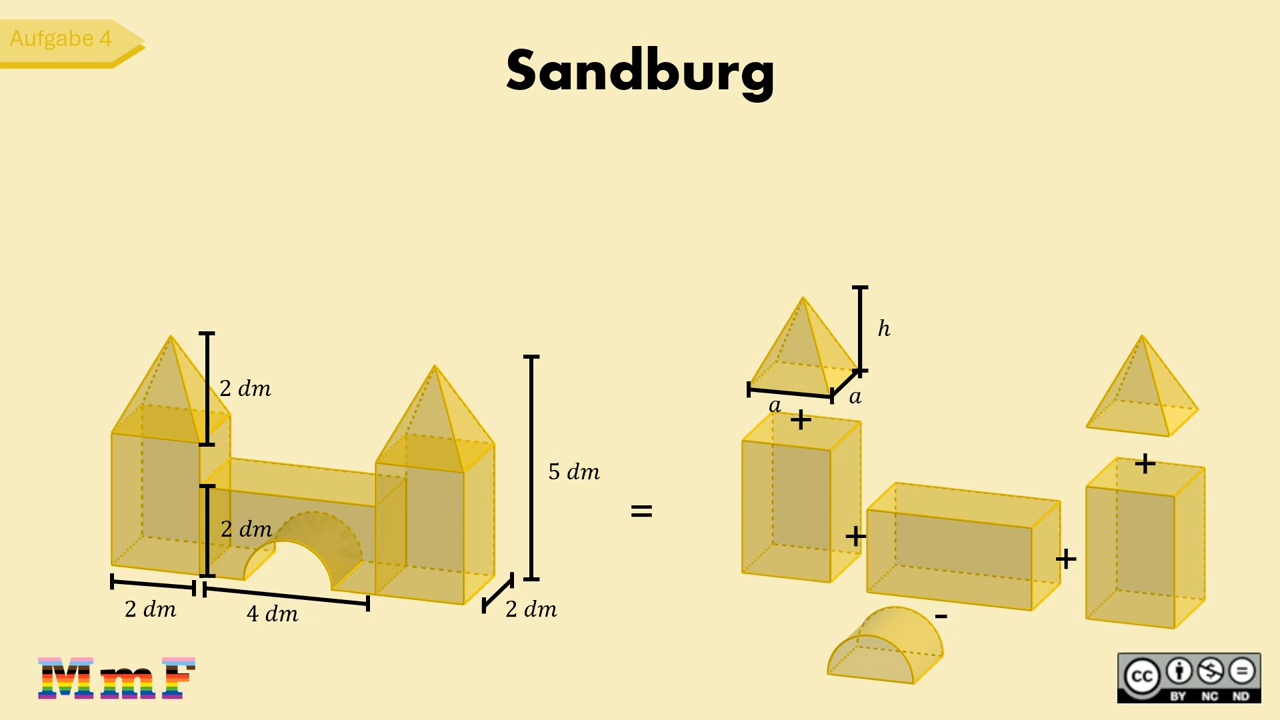 Aufgabe 4
Sandburg
2 dm
2 dm
2 dm
4 dm
2 dm
5 dm
=
h
a
a
+
+
+
+
-
MmF
cc
BY NC ND